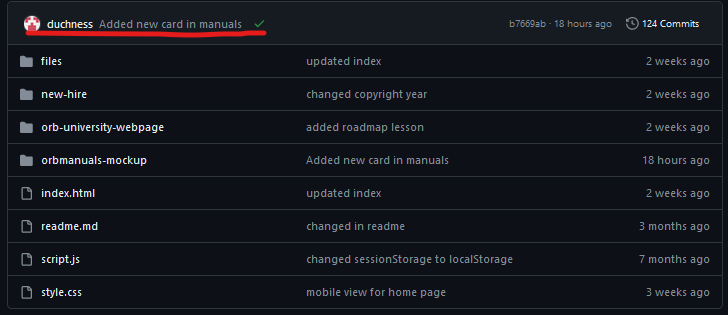 duchness Added new card in manuals b7669ab · 18 hours ago 124 Commits
files updated index 2 weeks ago
new-hire changed copyright year 2 weeks ago
orb-university-webpage added roadmap lesson 2 weeks ago
orbmanuals-mockup Added new card in manuals 18 hours ago
index.html updated index 2 weeks ago
readme.md changed in readme 3 months ago
script.js changed sessionStorage to localStorage 7 months ago
style.css mobile view for home page 3 weeks ago